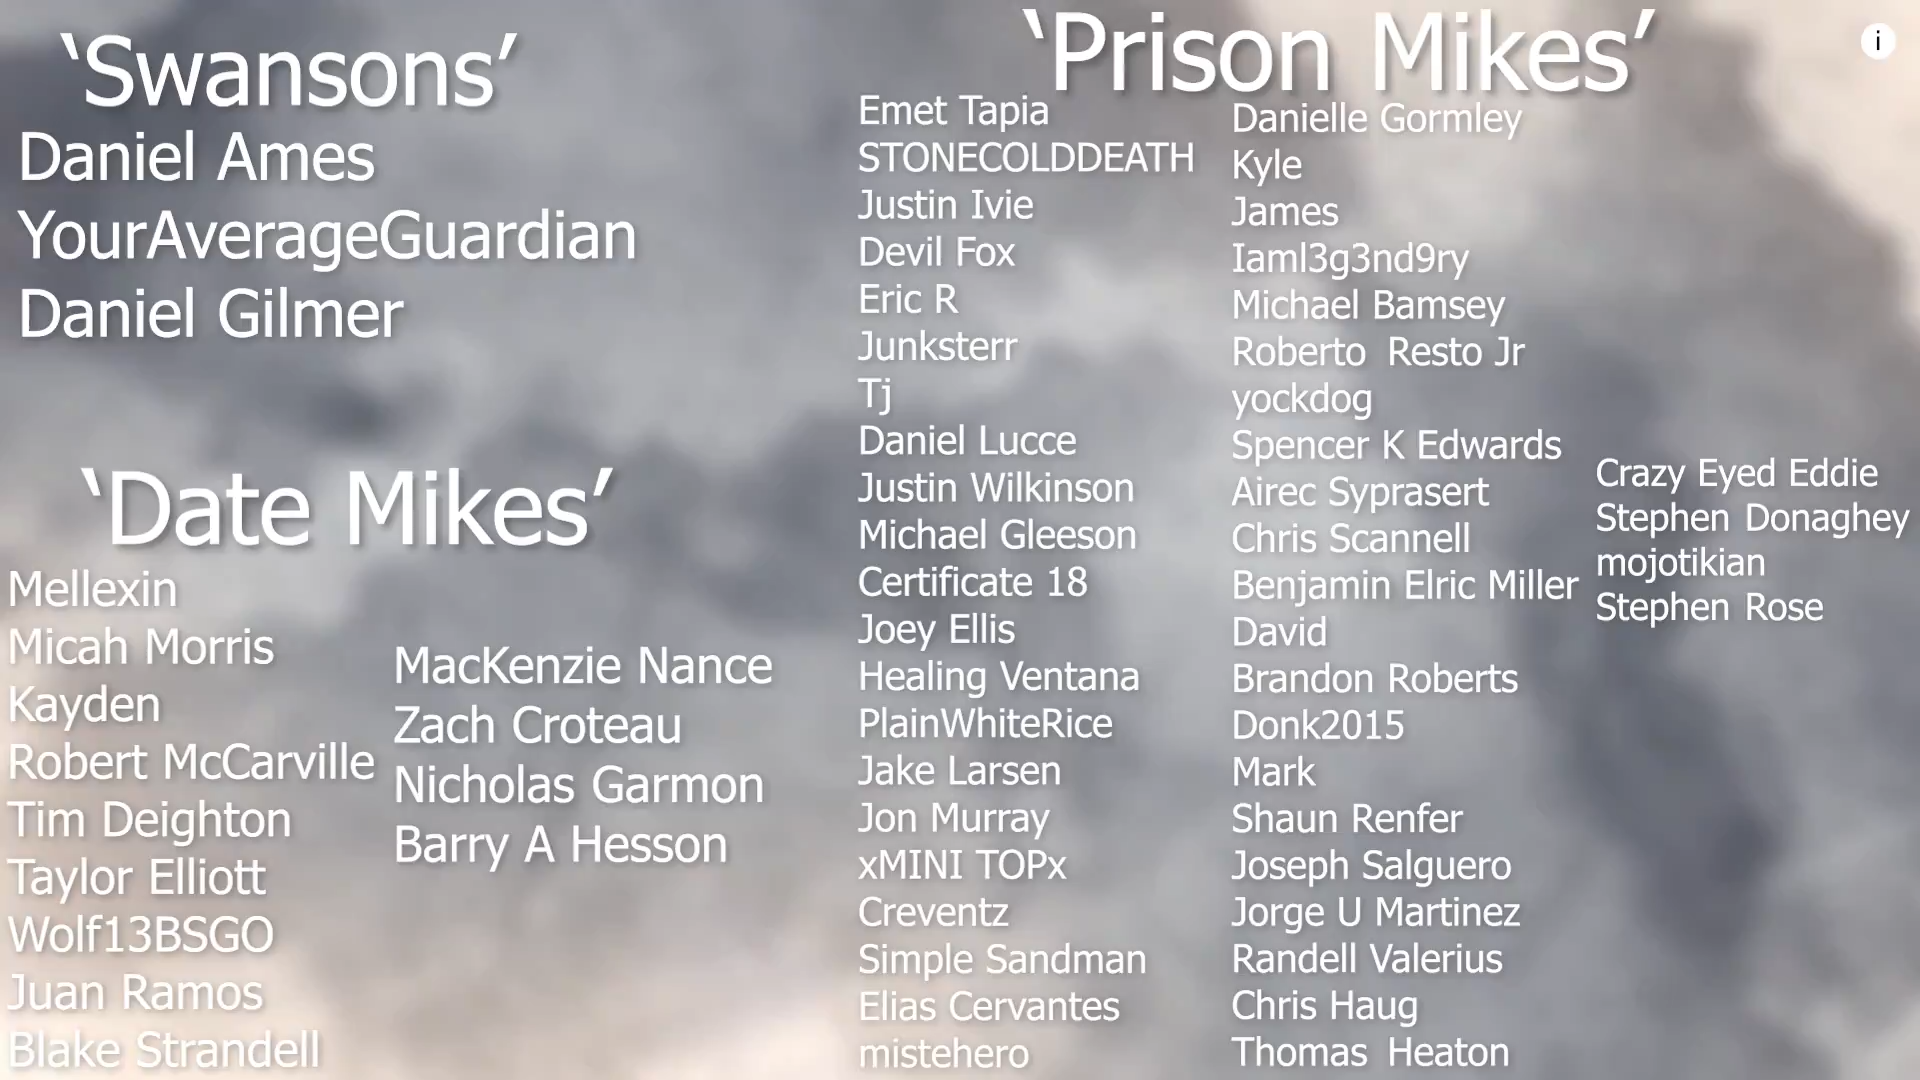 ‘Swansons’
Daniel Ames
YourAverageGuardian
Daniel Gilmer
‘Date Mikes’
Mellexin
Micah Morris
Kayden
Robert McCarville
Tim Deighton
Taylor Elliott
Wolf13BSGO
Juan Ramos
Blake Strandell
MacKenzie Nance
Zach Croteau
Nicholas Garmon
Barry A Hesson
‘Prison Mikes’
Emet Tapia
STONECOLDDEATH
Justin Ivie
Devil Fox
Eric R
Junksterr
Tj
Daniel Lucce
Justin Wilkinson
Michael Gleeson
Certificate 18
Joey Ellis
Healing Ventana
PlainWhiteRice
Jake Larsen
Jon Murray
xMINI TOPx
Creventz
Simple Sandman
Elias Cervantes
mistehero
Danielle Gormley
Kyle
James
Iaml3g3nd9ry
Michael Bamsey
Roberto Resto Jr
yockdog
Spencer K Edwards
Airec Syprasert
Chris Scannell
Benjamin Elric Miller
David
Brandon Roberts
Donk2015
Mark
Shaun Renfer
Joseph Salguero
Jorge U Martinez
Randell Valerius
Chris Haug
Thomas Heaton
Crazy Eyed Eddie
Stephen Donaghey
mojotikian
Stephen Rose
i